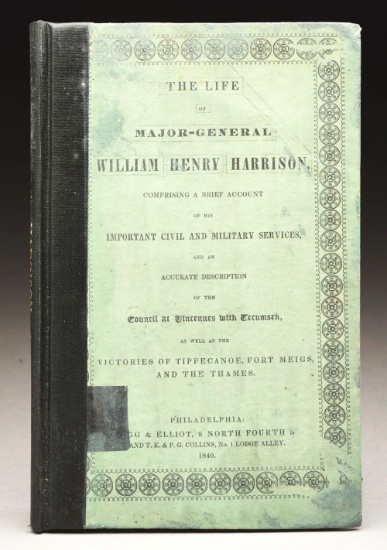 THE LIFE
OF
MAJOR-GENERAL
WILLIAM HENRY HARRISON,
COMPRISING A BRIEF ACCOUNT
OF HIS
IMPORTANT CIVIL AND MILITARY SERVICES,
AND AN
ACCURATE DESCRIPTION
OF THE
Council at Vincennes with Tecumseh,
AS WELL AS THE
VICTORIES OF TIPPECANOE, FORT MEIGS,
AND THE THAMES.
PHILADELPHIA:
GG & ELLIOT, 9 NORTH FOURTH S
AND T. K. & P. G. COLLINS, No. 1 LODGE ALLEY.
1840.